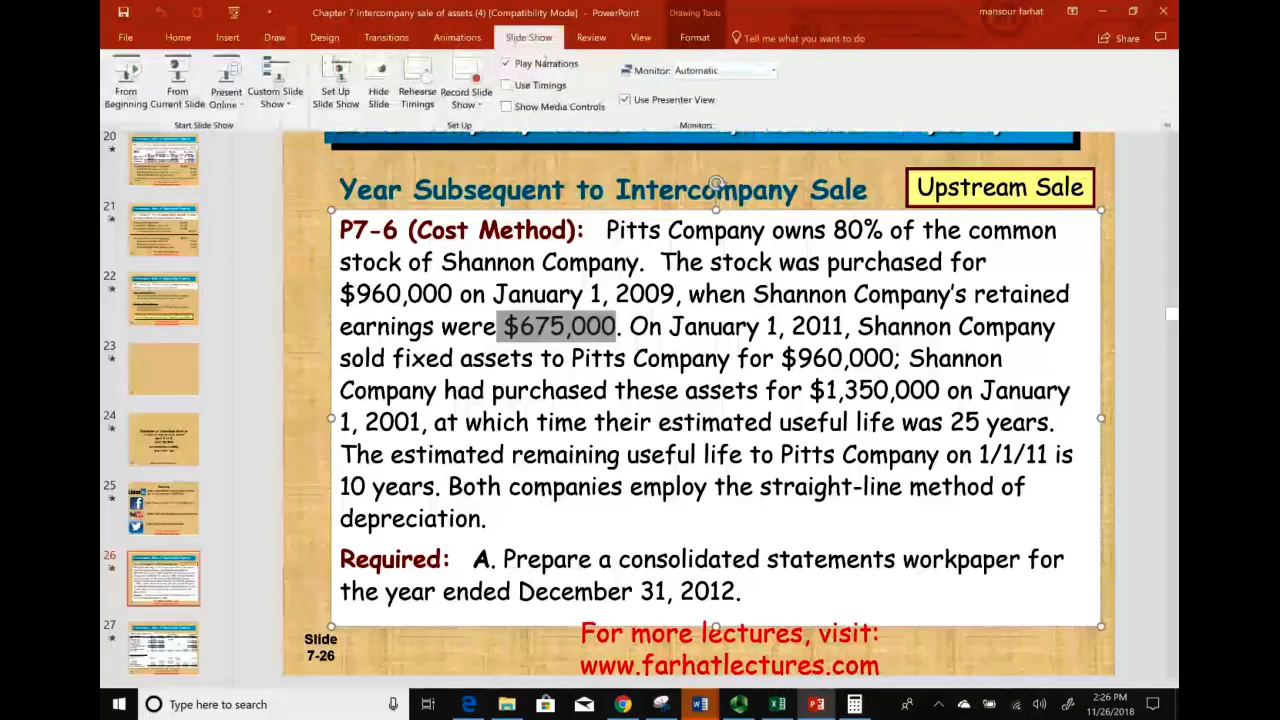 Chapter 7 intercompany sale of assets (4) [Compatibility Mode] - PowerPoint
Drawing Tools
mansour farhat
File Home Insert Draw Design Transitions Animations Slide Show Review View Format Tell me what you want to do Share
From Beginning
From Current Slide
Present Online
Custom Slide Show
Set Up Slide Show
Hide Slide
Rehearse Timings
Record Slide Show
Play Narrations
Use Timings
Show Media Controls
Monitor: Automatic
Use Presenter View
Start Slide Show
Set Up
Monitors
20
21
22
23
24
25
26
27
Year Subsequent to Intercompany Sale
Upstream Sale
P7-6 (Cost Method): Pitts Company owns 80% of the common
stock of Shannon Company. The stock was purchased for
$960,000 on January 1, 2009, when Shannon Company's retained
earnings were $675,000. On January 1, 2011, Shannon Company
sold fixed assets to Pitts Company for $960,000; Shannon
Company had purchased these assets for $1,350,000 on January
1, 2001, at which time their estimated useful life was 25 years.
The estimated remaining useful life to Pitts Company on 1/1/11 is
10 years. Both companies employ the straight-line method of
depreciation.
Required: A. Prepare a consolidated statements workpaper for
the year ended December 31, 2012.
Slide
7-26
For more lectures, visit:
www.farhatlectures.com
Type here to search
2:26 PM
11/26/2018